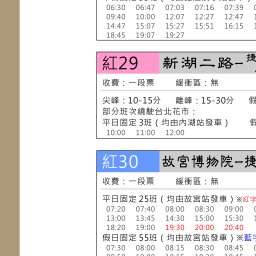 06:30 06:47 07:03 07:16 07:39
09:40 10:00 12:07 12:27 12:47
14:47 15:07 15:27 15:51 16:15
18:45 19:07 19:27
紅29 新湖二路-捷
收費：一段票 緩衝區：無
尖峰：10-15分 離峰：15-30分 假
部分班次繞駛台北花市：
平日固定 3班（均由內湖站發車） 假
10:00 11:00 12:00
紅30 故宮博物院-捷
收費：一段票 緩衝區：無
平日固定 25班（均由故宮站發車）※紅字
07:20 07:40 08:00 08:30 09:00
13:00 13:45 14:30 15:00 15:30
18:20 19:00 19:30 20:00 20:40
假日固定 55班（均由故宮站發車）※藍字
07:30 08:00 08:15 08:30 08:45